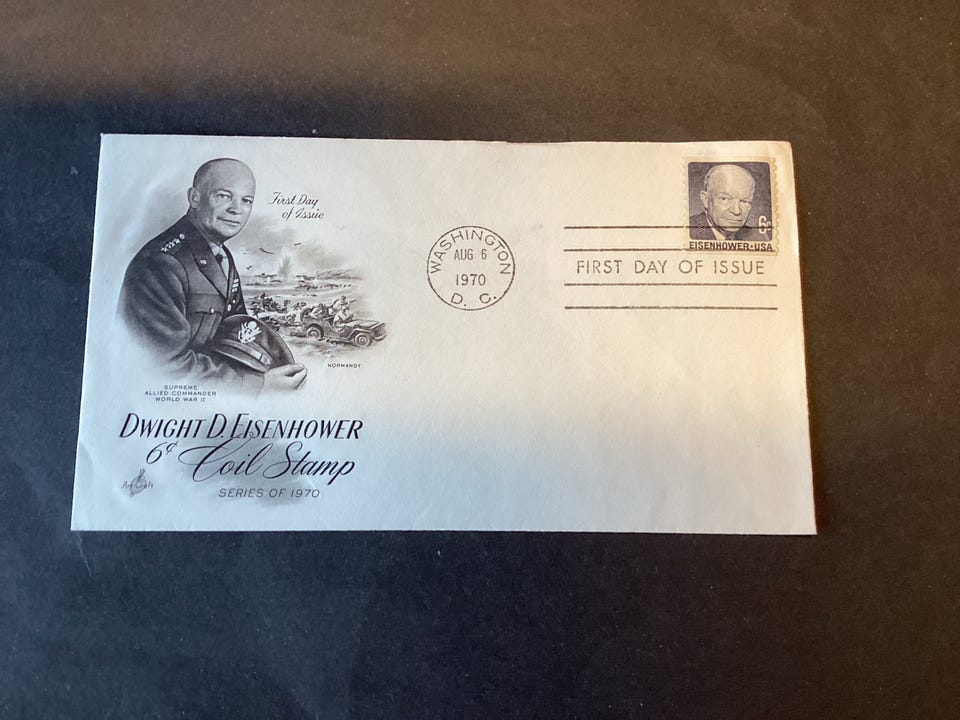 First Day
of Issue
NORMANDY
SUPREME
ALLIED COMMANDER
WORLD WAR II
DWIGHT D. EISENHOWER
6¢ Coil Stamp
SERIES OF 1970
ArtCraft
WASHINGTON
AUG 6
1970
D. C.
6c
EISENHOWER·USA
FIRST DAY OF ISSUE